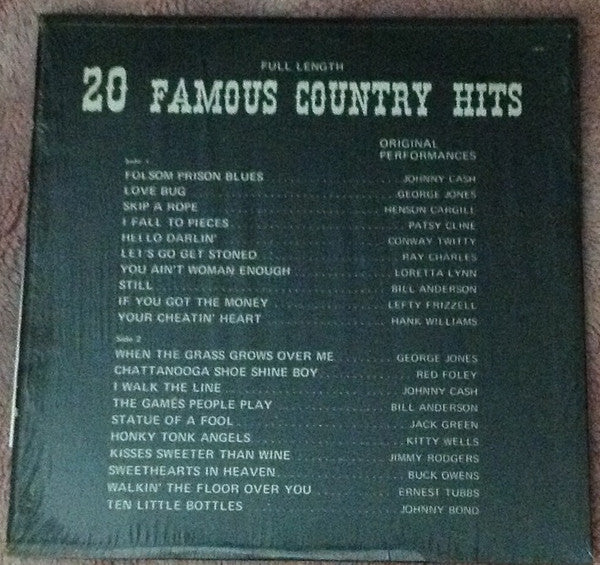 FULL LENGTH
20 FAMOUS COUNTRY HITS
ORIGINAL
PERFORMANCES
Side 1
FOLSOM PRISON BLUES JOHNNY CASH
LOVE BUG GEORGE JONES
SKIP A ROPE HENSON CARGILL
I FALL TO PIECES PATSY CLINE
HELLO DARLIN' CONWAY TWITTY
LET'S GO GET STONED RAY CHARLES
YOU AIN'T WOMAN ENOUGH LORETTA LYNN
STILL BILL ANDERSON
IF YOU GOT THE MONEY LEFTY FRIZZELL
YOUR CHEATIN' HEART HANK WILLIAMS
Side 2
WHEN THE GRASS GROWS OVER ME GEORGE JONES
CHATTANOOGA SHOE SHINE BOY RED FOLEY
I WALK THE LINE JOHNNY CASH
THE GAMES PEOPLE PLAY BILL ANDERSON
STATUE OF A FOOL JACK GREEN
HONKY TONK ANGELS KITTY WELLS
KISSES SWEETER THAN WINE JIMMY RODGERS
SWEETHEARTS IN HEAVEN BUCK OWENS
WALKIN' THE FLOOR OVER YOU ERNEST TUBBS
TEN LITTLE BOTTLES JOHNNY BOND